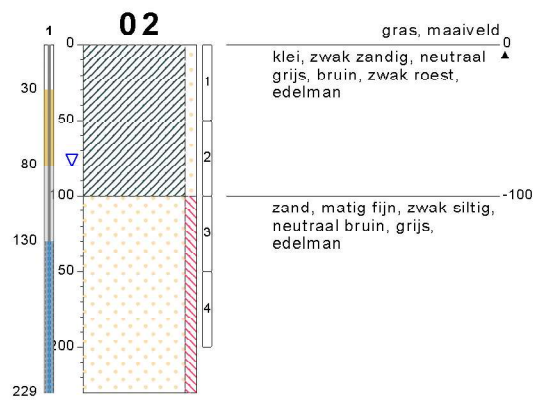 02
1
gras, maaiveld
0
0
klei, zwak zandig, neutraal
grijs, bruin, zwak roest,
edelman
1
30
50
2
80
100
-100
zand, matig fijn, zwak siltig,
neutraal bruin, grijs,
edelman
3
130
50
4
200
229